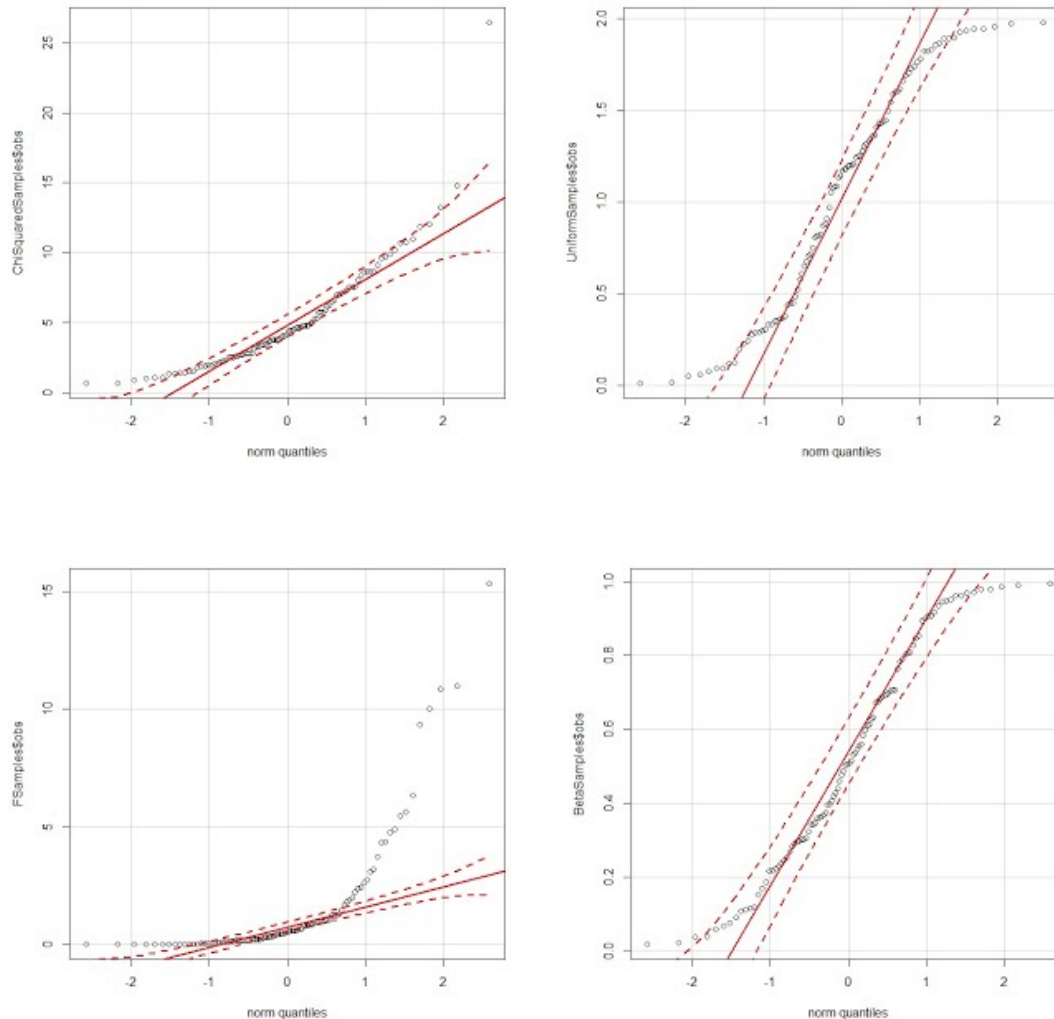 25
20
15
10
5
0
ChiSquaredSamples$obs
-2 -1 0 1 2
norm quantiles
2.0
1.5
1.0
0.5
0.0
UniformSamples$obs
-2 -1 0 1 2
norm quantiles
15
10
5
0
FSamples$obs
-2 -1 0 1 2
norm quantiles
1.0
0.8
0.6
0.4
0.2
0.0
BetaSamples$obs
-2 -1 0 1 2
norm quantiles